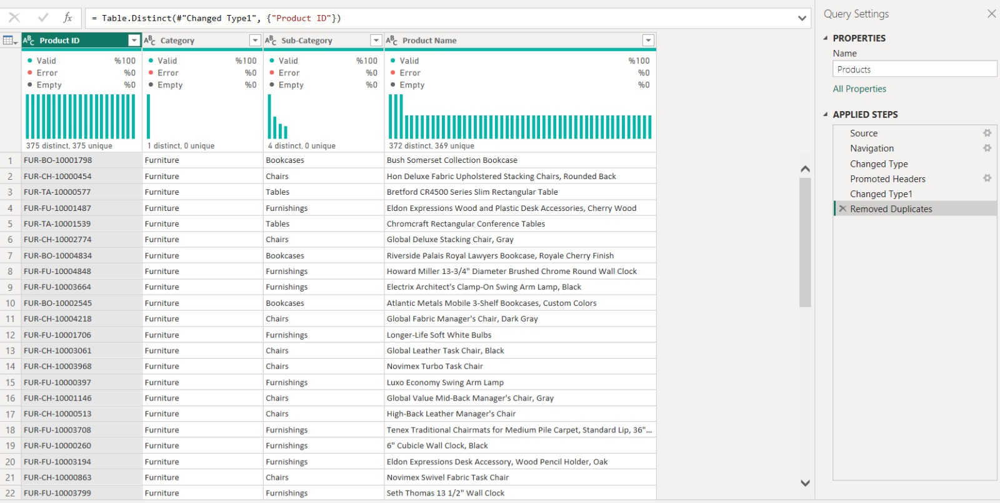 fx
= Table.Distinct(#"Changed Type1", {"Product ID"})
ABC Product ID ABC Category ABC Sub-Category ABC Product Name
Valid %100 Valid %100 Valid %100 Valid %100
Error %0 Error %0 Error %0 Error %0
Empty %0 Empty %0 Empty %0 Empty %0
375 distinct, 375 unique 1 distinct, 0 unique 4 distinct, 0 unique 372 distinct, 369 unique
1 FUR-BO-10001798 Furniture Bookcases Bush Somerset Collection Bookcase
2 FUR-CH-10000454 Furniture Chairs Hon Deluxe Fabric Upholstered Stacking Chairs, Rounded Back
3 FUR-TA-10000577 Furniture Tables Bretford CR4500 Series Slim Rectangular Table
4 FUR-FU-10001487 Furniture Furnishings Eldon Expressions Wood and Plastic Desk Accessories, Cherry Wood
5 FUR-TA-10001539 Furniture Tables Chromcraft Rectangular Conference Tables
6 FUR-CH-10002774 Furniture Chairs Global Deluxe Stacking Chair, Gray
7 FUR-BO-10004834 Furniture Bookcases Riverside Palais Royal Lawyers Bookcase, Royale Cherry Finish
8 FUR-FU-10004848 Furniture Furnishings Howard Miller 13-3/4" Diameter Brushed Chrome Round Wall Clock
9 FUR-FU-10003664 Furniture Furnishings Electrix Architect's Clamp-On Swing Arm Lamp, Black
10 FUR-BO-10002545 Furniture Bookcases Atlantic Metals Mobile 3-Shelf Bookcases, Custom Colors
11 FUR-CH-10004218 Furniture Chairs Global Fabric Manager's Chair, Dark Gray
12 FUR-FU-10001706 Furniture Furnishings Longer-Life Soft White Bulbs
13 FUR-CH-10003061 Furniture Chairs Global Leather Task Chair, Black
14 FUR-CH-10003968 Furniture Chairs Novimex Turbo Task Chair
15 FUR-FU-10000397 Furniture Furnishings Luxo Economy Swing Arm Lamp
16 FUR-CH-10001146 Furniture Chairs Global Value Mid-Back Manager's Chair, Gray
17 FUR-CH-10000513 Furniture Chairs High-Back Leather Manager's Chair
18 FUR-FU-10003708 Furniture Furnishings Tenex Traditional Chairmats for Medium Pile Carpet, Standard Lip, 36"...
19 FUR-FU-10000260 Furniture Furnishings 6" Cubicle Wall Clock, Black
20 FUR-FU-10003194 Furniture Furnishings Eldon Expressions Desk Accessory, Wood Pencil Holder, Oak
21 FUR-CH-10000863 Furniture Chairs Novimex Swivel Fabric Task Chair
22 FUR-FU-10003799 Furniture Furnishings Seth Thomas 13 1/2" Wall Clock
Query Settings
PROPERTIES
Name
Products
All Properties
APPLIED STEPS
Source
Navigation
Changed Type
Promoted Headers
Changed Type1
Removed Duplicates